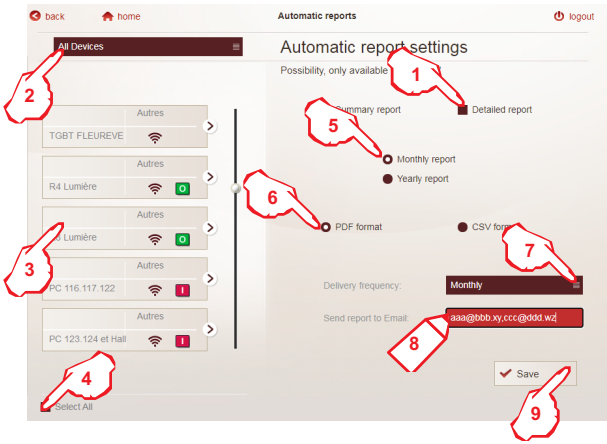 back home Automatic reports logout
All Devices
Automatic report settings
Possibility, only available
1
2
Autres
TGBT FLEUREVE
Summary report Detailed report
5
Autres
R4 Lumière O
Monthly report
Yearly report
6
Autres
Lumière O
PDF format CSV
3
7
Autres
PC 116.117.122 I
Delivery frequency: Monthly
Autres
PC 123.124 et Hall I
Send report to Email: aaa@bbb.xy,ccc@ddd.wz
8
4
Save
Select All
9